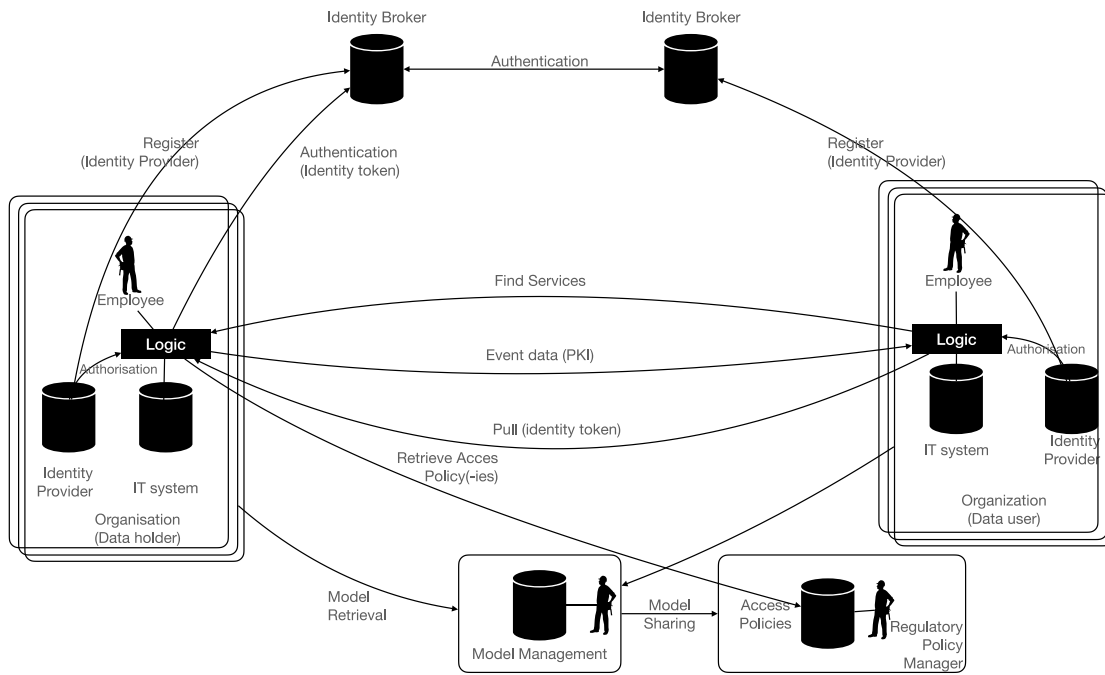 Identity Broker
Identity Broker
Authentication
Register
(Identity Provider)
Authentication
(Identity token)
Register
(Identity Provider)
Employee
Logic
Authorisation
Identity
Provider
IT system
Organisation
(Data holder)
Find Services
Event data (PKI)
Pull (identity token)
Retrieve Acces
Policy(-ies)
Employee
Logic
Authorisation
IT system
Identity
Provider
Organization
(Data user)
Model
Retrieval
Model Management
Model
Sharing
Access
Policies
Regulatory
Policy
Manager